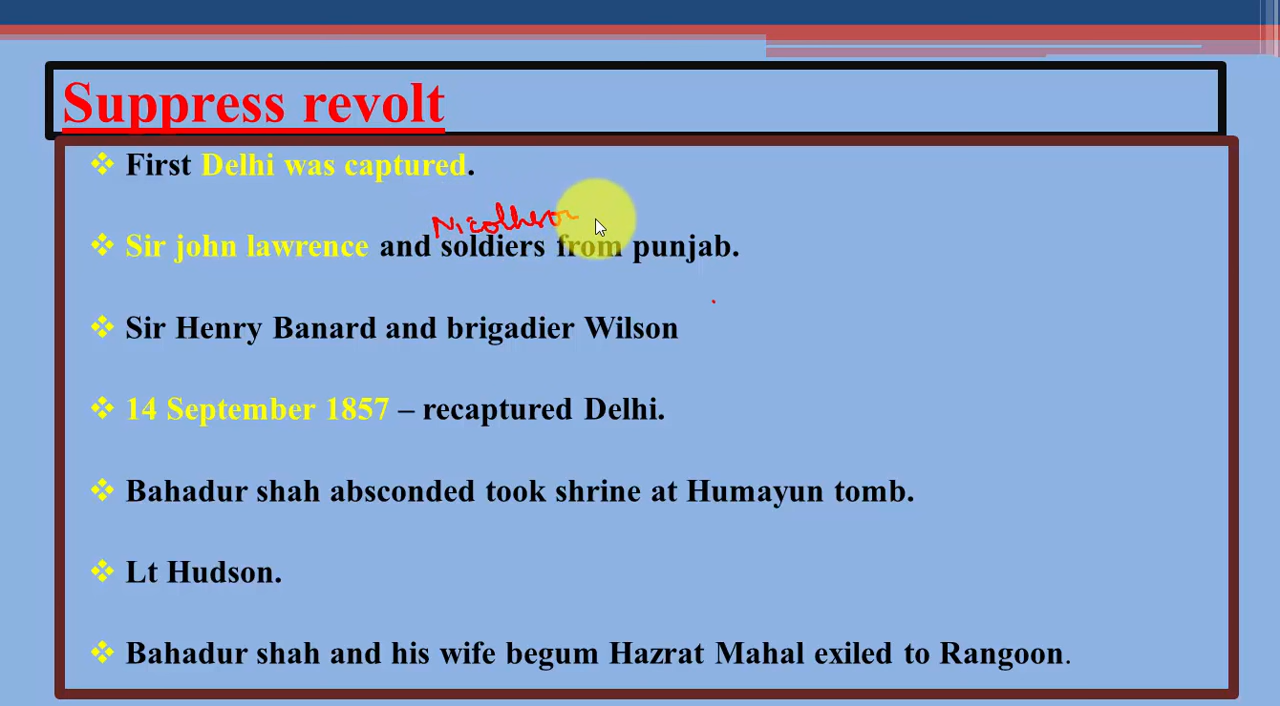 Suppress revolt
First Delhi was captured.
Nicolheson
Sir john lawrence and soldiers from punjab.
Sir Henry Banard and brigadier Wilson
14 September 1857 – recaptured Delhi.
Bahadur shah absconded took shrine at Humayun tomb.
Lt Hudson.
Bahadur shah and his wife begum Hazrat Mahal exiled to Rangoon.